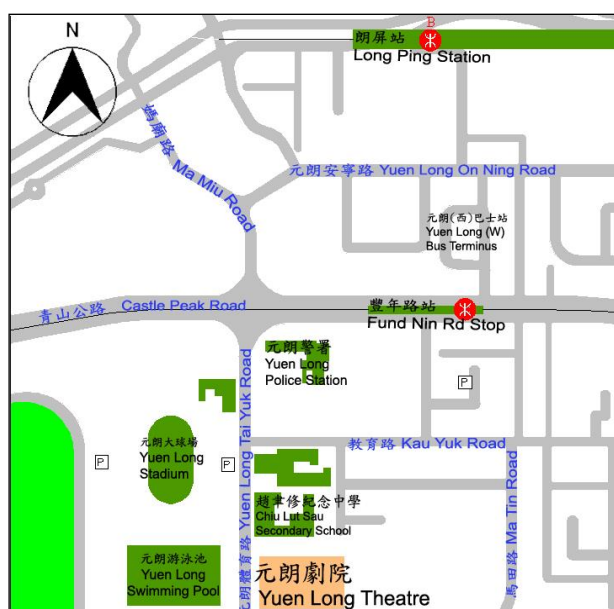 N
B
朗屏站
Long Ping Station
媽廟路 Ma Miu Road
元朗安寧路 Yuen Long On Ning Road
元朗(西)巴士站
Yuen Long (W)
Bus Terminus
青山公路 Castle Peak Road
豐年路站
Fund Nin Rd Stop
元朗警署
Yuen Long
Police Station
P
元朗體育路 Yuen Long Tai Yuk Road
教育路 Kau Yuk Road
元朗大球場
Yuen Long
Stadium
P
P
馬田路 Ma Tin Road
趙聿修紀念中學
Chiu Lut Sau
Secondary School
元朗游泳池
Yuen Long
Swimming Pool
元朗劇院
Yuen Long Theatre